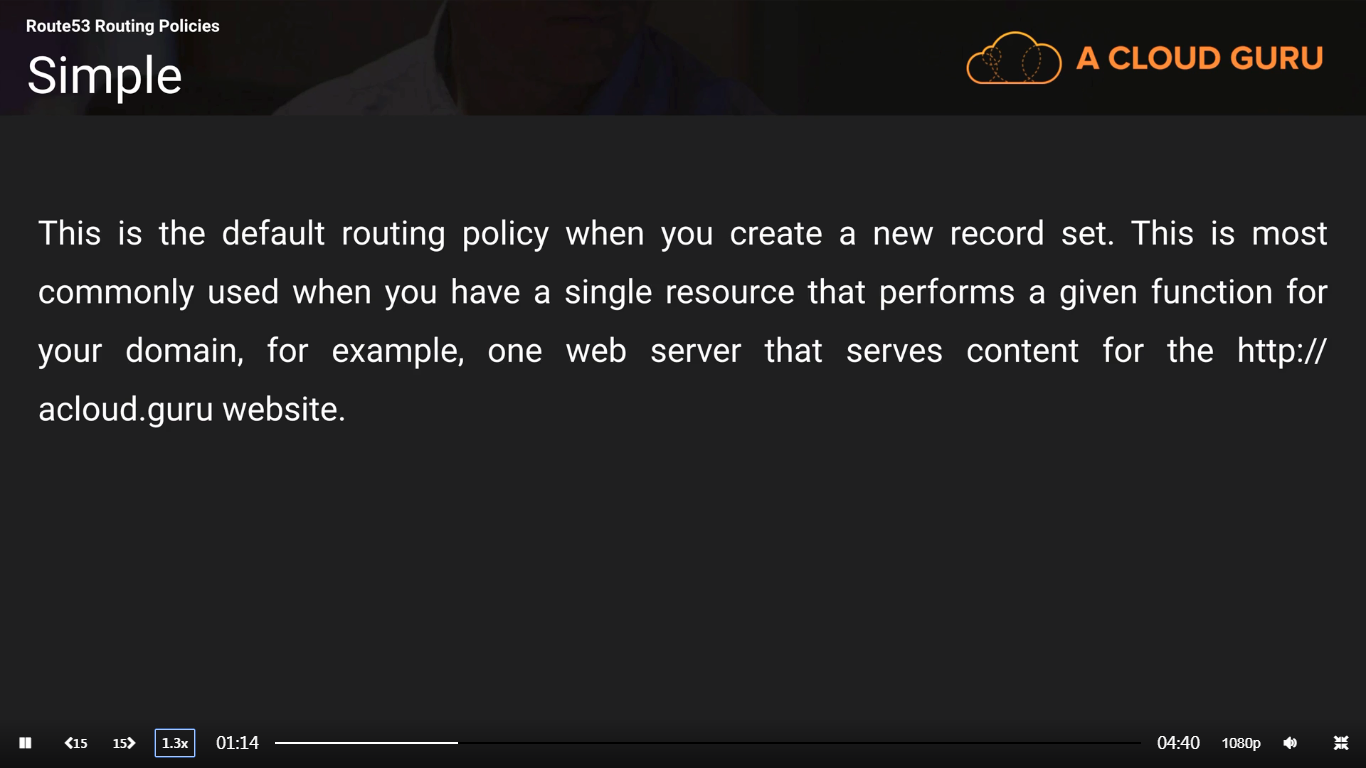 Route53 Routing Policies
Simple
A CLOUD GURU
This is the default routing policy when you create a new record set. This is most
commonly used when you have a single resource that performs a given function for
your domain, for example, one web server that serves content for the http://
acloud.guru website.
15 15 1.3x 01:14 04:40 1080p